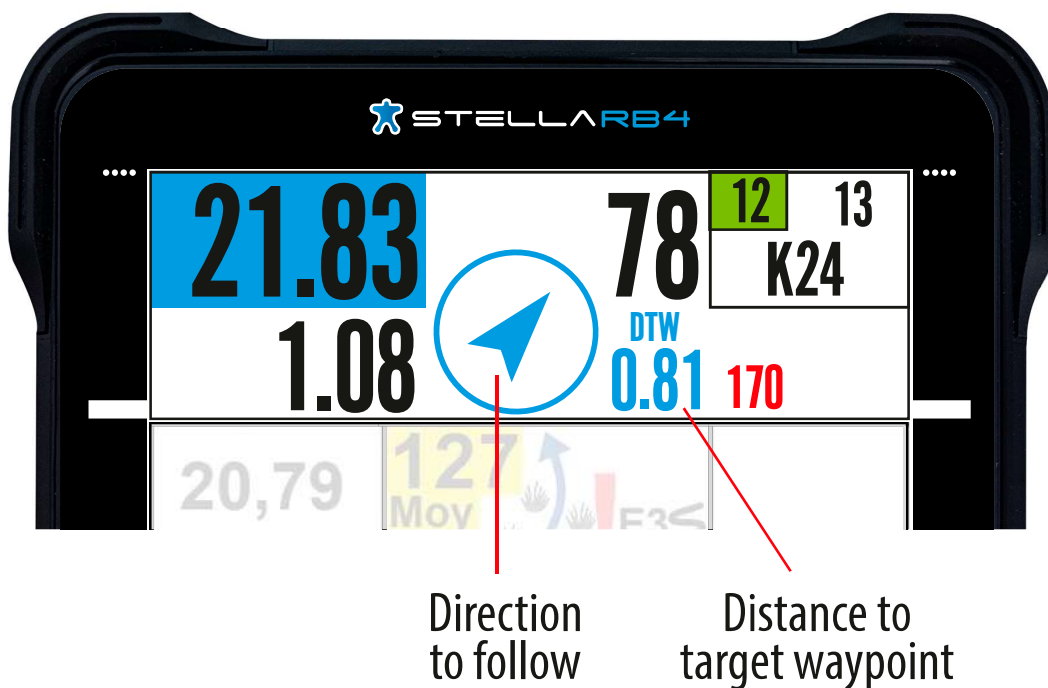 STELLARB4
21.83
78
12
13
K24
1.08
DTW
0.81
170
20,79
127
Mov
Direction
to follow
Distance to
target waypoint